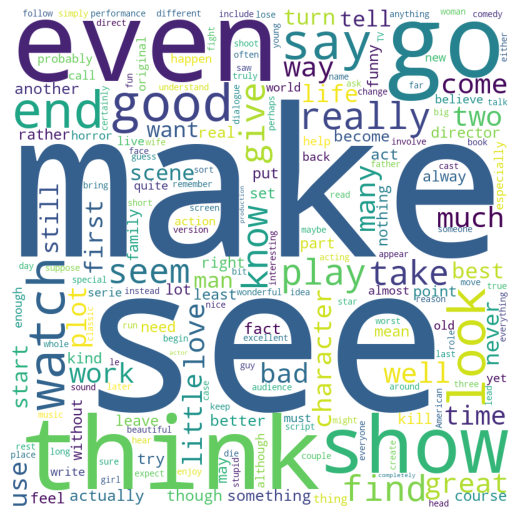 follow simply performance different include lose either
often direct comedy woman anything
even say go
probably call original happen saw fun truly tell funny way come
another end good turn young name TV far new
rather horror want give life world perhaps believe talk
certainly understand fight shoot dialogue ask change big
live wife real help really become director two
make
face guess sort back act many alway cast book much
still first scene quite remember put set know
bring family short screen version action production
read maybe father involve appear someone especially
watch seem man play take best
day suppose special serie instead lot least right bit interesting
part nothing almost point reason move true everything
see
enough whole classic plot wonderful nice idea star old last look
start kind run need begin fact excellent mean worst role never
work love bad character well time yet
music later sound actor guy case audience around three
little kill American leap
think show
use without leave better must although might everyone
rest place long beautiful hear keep script couple create
try may die stupid find great
write girl expect enjoy though something thing course
feel actually sure completely head